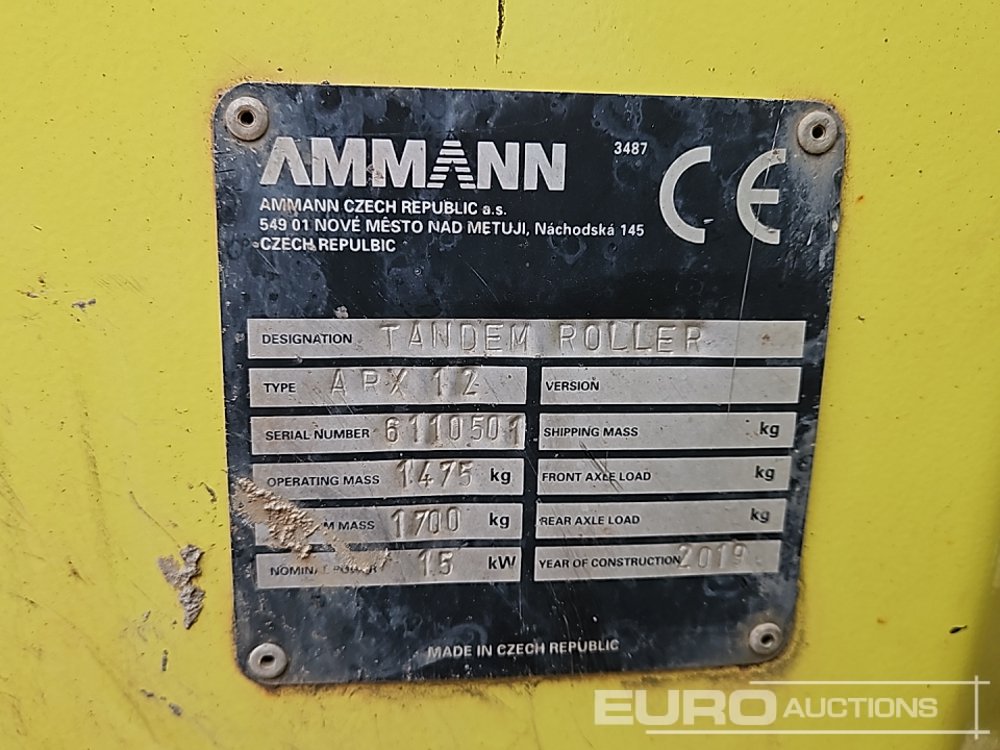 AMMANN
3487
CE
AMMANN CZECH REPUBLIC a.s.
549 01 NOVÉ MĚSTO NAD METUJI, Náchodská 145
CZECH REPULBIC
DESIGNATION TANDEM ROLLER
TYPE ARX 12 VERSION
SERIAL NUMBER 6110501 SHIPPING MASS kg
OPERATING MASS 1475 kg FRONT AXLE LOAD kg
MASS 1700 kg REAR AXLE LOAD kg
NOMINAL POWER 15 kW YEAR OF CONSTRUCTION 2019
MADE IN CZECH REPUBLIC
EURO AUCTIONS